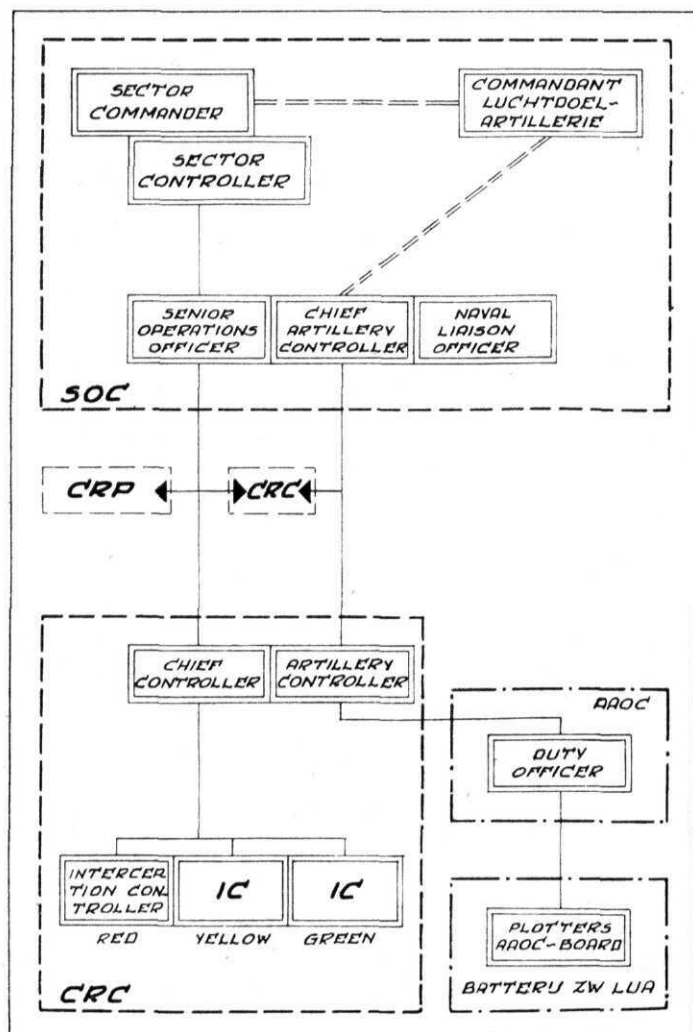 SECTOR
COMMANDER
COMMANDANT
LUCHTDOEL-
ARTILLERIE
SECTOR
CONTROLLER
SENIOR
OPERATIONS
OFFICER
CHIEF
ARTILLERY
CONTROLLER
NAVAL
LIAISON
OFFICER
SOC
CRP
CRC
CHIEF
CONTROLLER
ARTILLERY
CONTROLLER
AAOC
DUTY
OFFICER
INTERCEP
TION CON
TROLLER
IC
IC
RED
YELLOW
GREEN
PLOTTERS
AAOC-BOARD
BATTERY ZW LUA
CRC